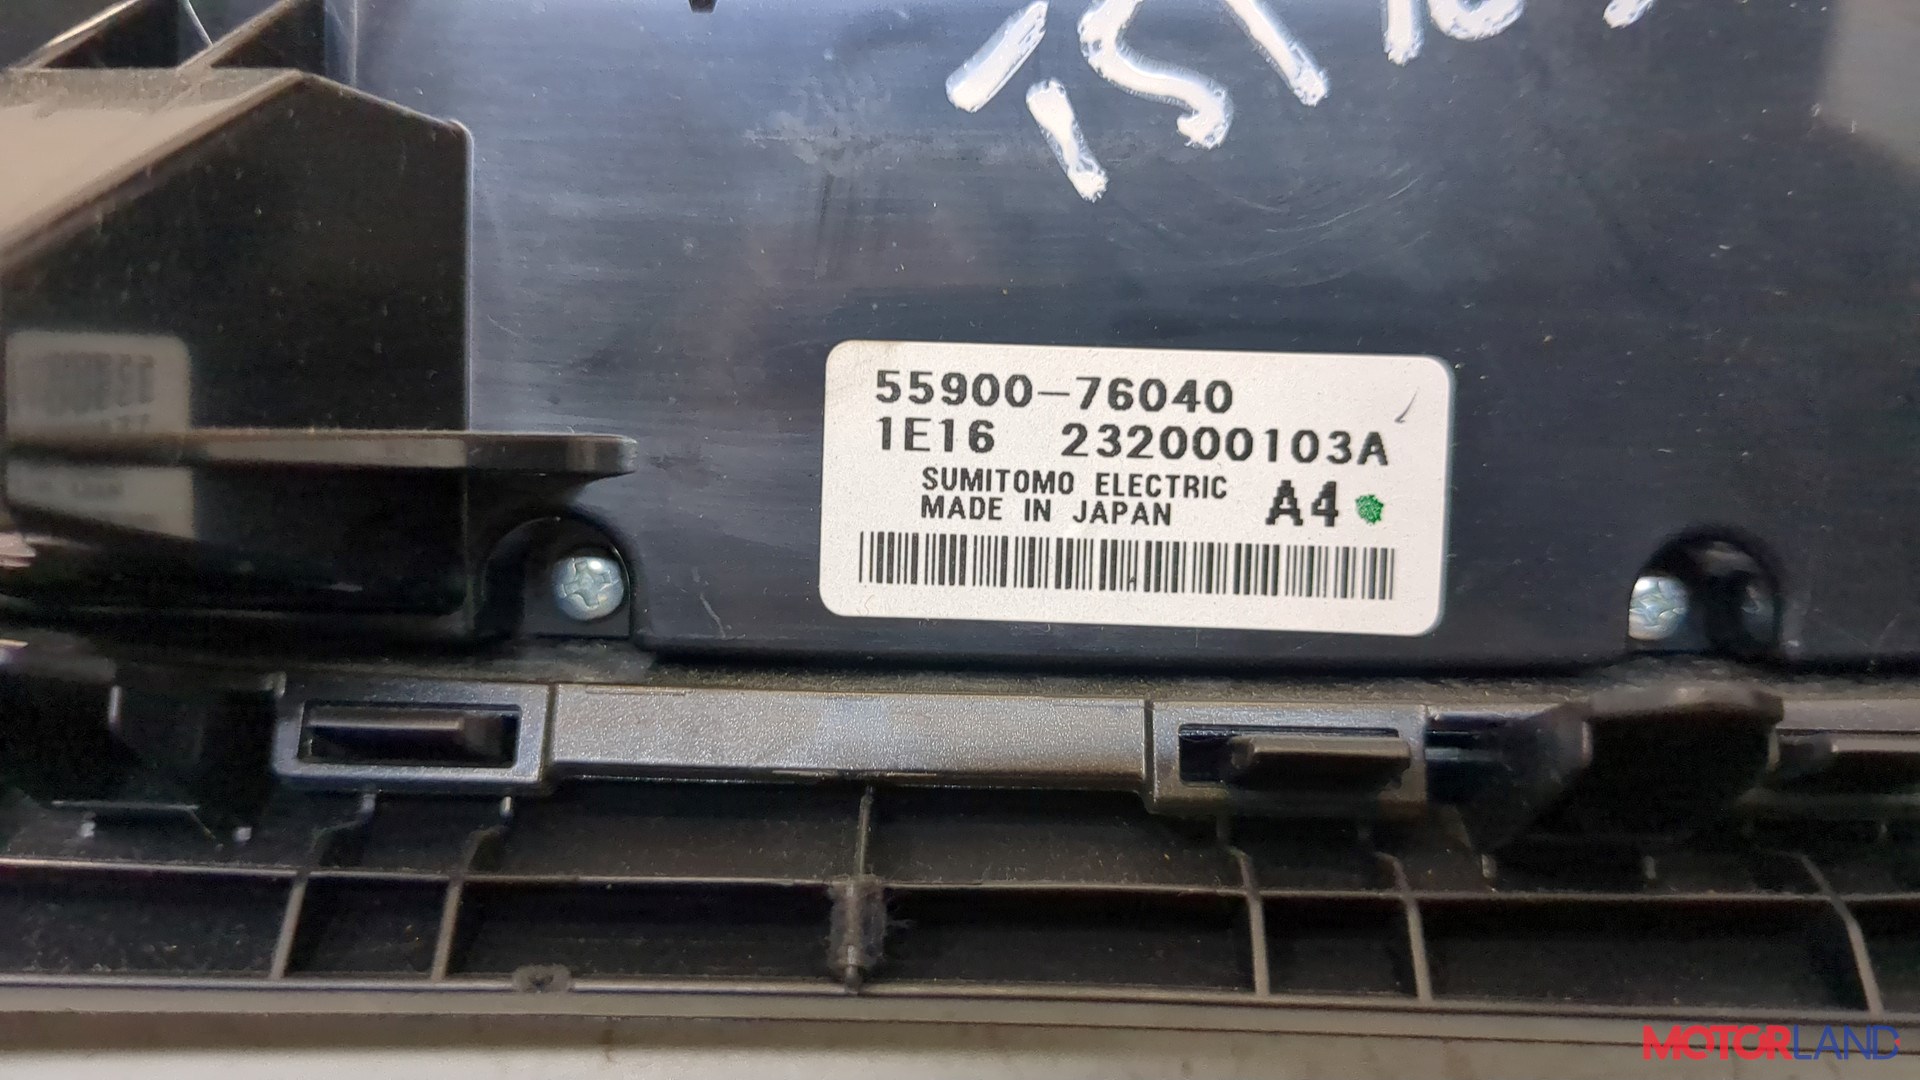 55900-76040
1E16 232000103A
SUMITOMO ELECTRIC
MADE IN JAPAN A4
MOTORLAND